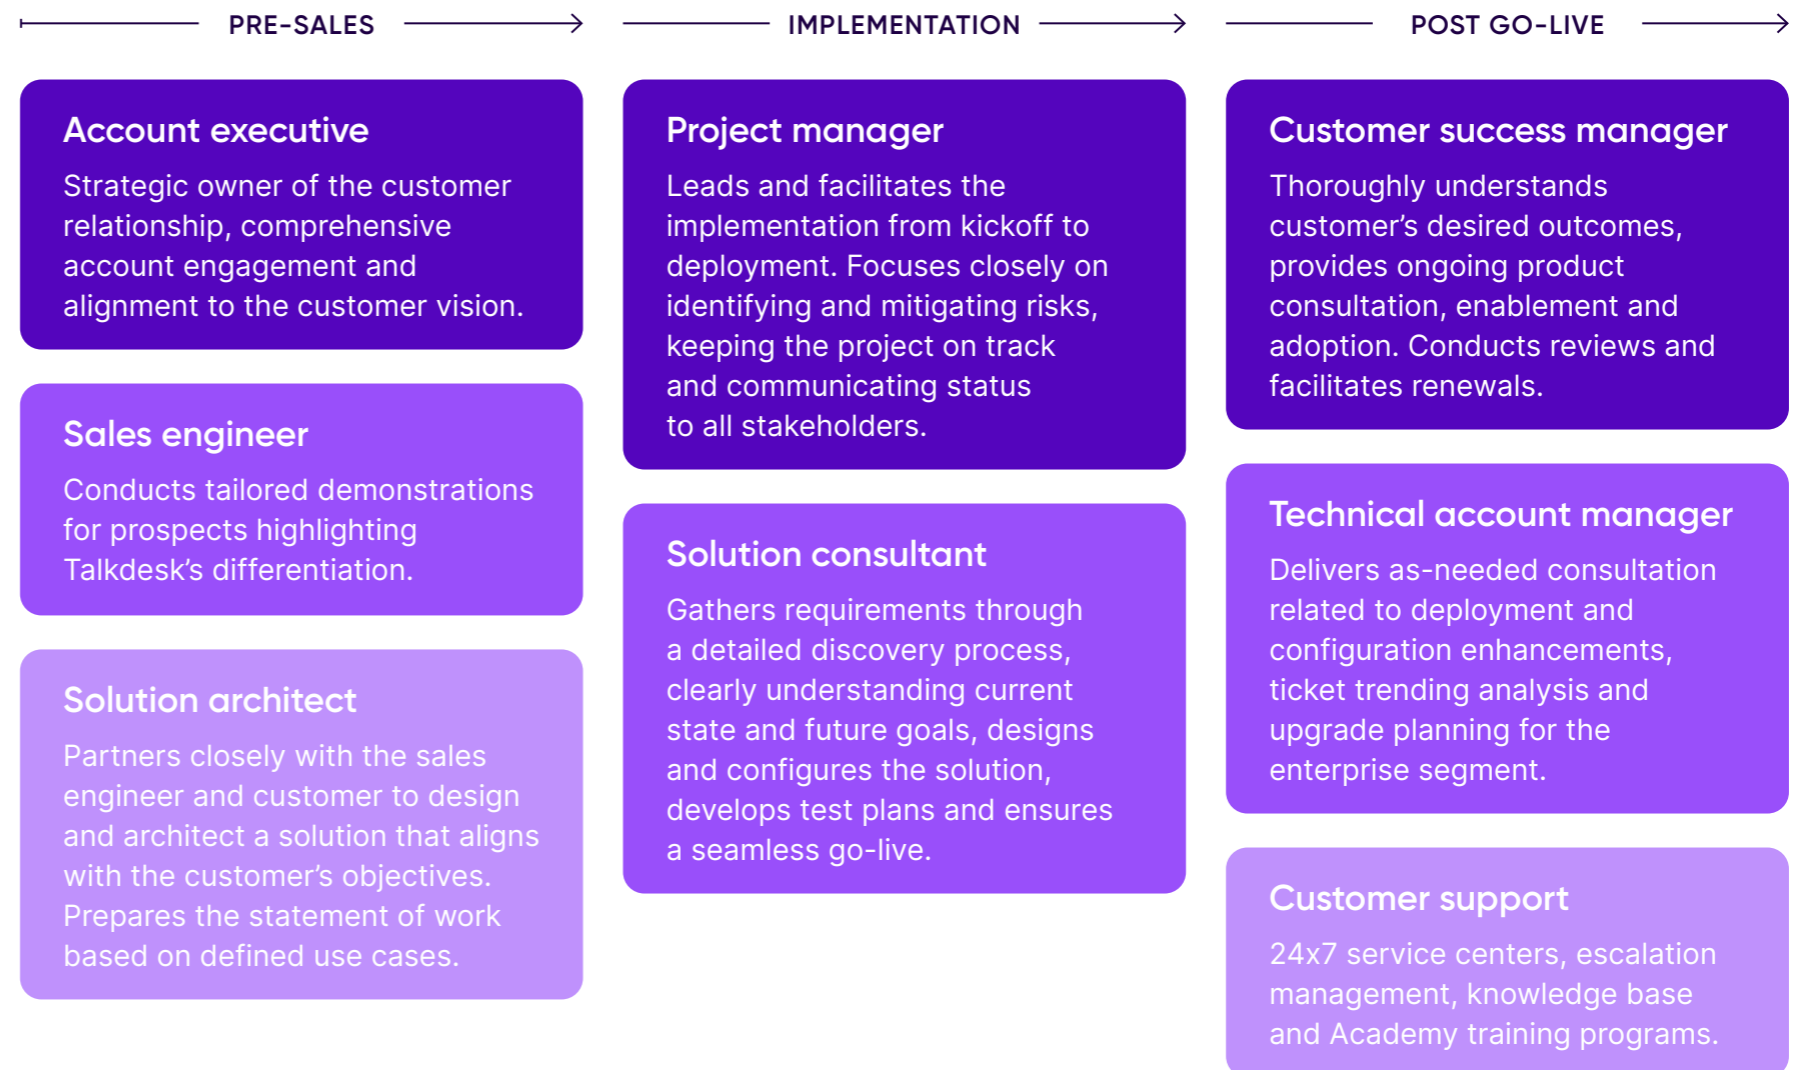 PRE-SALES
IMPLEMENTATION
POST GO-LIVE
Account executive
Strategic owner of the customer
relationship, comprehensive
account engagement and
alignment to the customer vision.
Sales engineer
Conducts tailored demonstrations
for prospects highlighting
Talkdesk’s differentiation.
Solution architect
Partners closely with the sales
engineer and customer to design
and architect a solution that aligns
with the customer’s objectives.
Prepares the statement of work
based on defined use cases.
Project manager
Leads and facilitates the
implementation from kickoff to
deployment. Focuses closely on
identifying and mitigating risks,
keeping the project on track
and communicating status
to all stakeholders.
Solution consultant
Gathers requirements through
a detailed discovery process,
clearly understanding current
state and future goals, designs
and configures the solution,
develops test plans and ensures
a seamless go-live.
Customer success manager
Thoroughly understands
customer’s desired outcomes,
provides ongoing product
consultation, enablement and
adoption. Conducts reviews and
facilitates renewals.
Technical account manager
Delivers as-needed consultation
related to deployment and
configuration enhancements,
ticket trending analysis and
upgrade planning for the
enterprise segment.
Customer support
24x7 service centers, escalation
management, knowledge base
and Academy training programs.